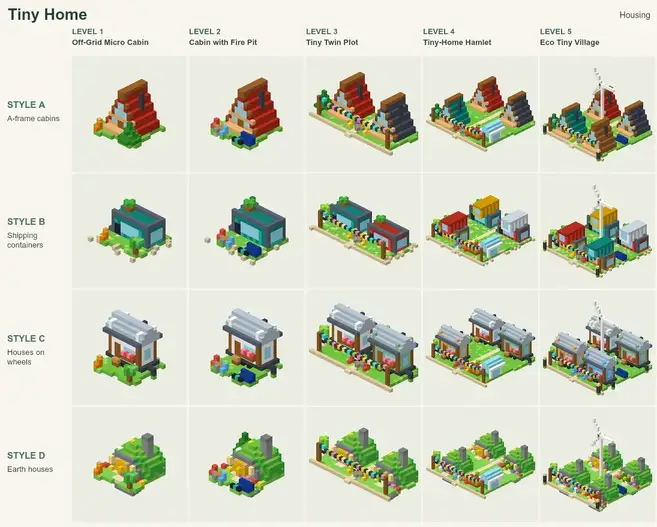 Tiny Home
Housing
LEVEL 1
Off-Grid Micro Cabin
LEVEL 2
Cabin with Fire Pit
LEVEL 3
Tiny Twin Plot
LEVEL 4
Tiny-Home Hamlet
LEVEL 5
Eco Tiny Village
STYLE A
A-frame cabins
STYLE B
Shipping
containers
STYLE C
Houses on
wheels
STYLE D
Earth houses